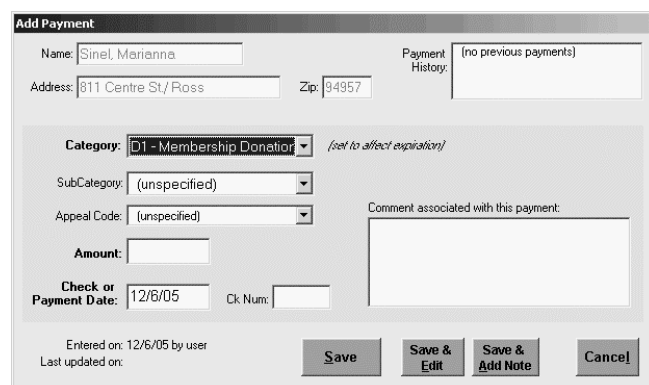 Add Payment
Name: Sinel, Marianna
Payment History: (no previous payments)
Address: 811 Centre St./ Ross Zip: 94957
Category: D1 - Membership Donation (set to affect expiration)
SubCategory: (unspecified)
Appeal Code: (unspecified)
Comment associated with this payment:
Amount:
Check or Payment Date: 12/6/05 Ck Num:
Entered on: 12/6/05 by user
Last updated on:
Save
Save & Edit
Save & Add Note
Cancel